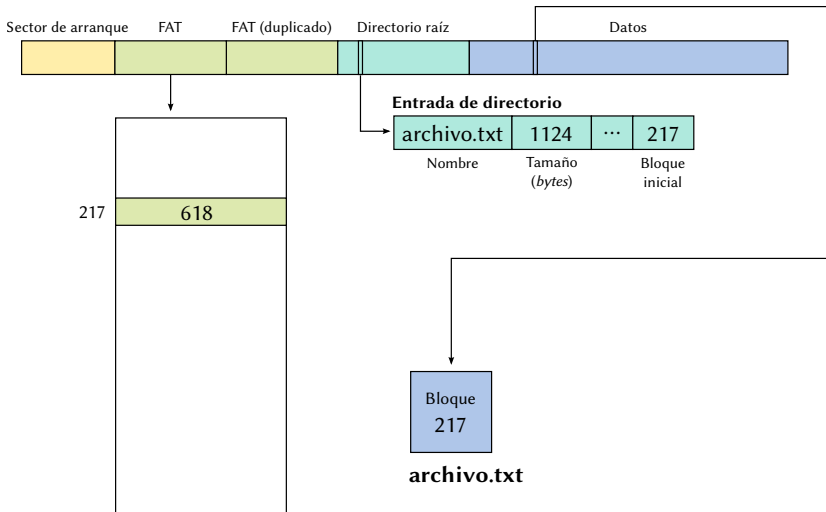 Sector de arranque FAT FAT (duplicado) Directorio raíz Datos
Entrada de directorio
archivo.txt 1124 ... 217
Nombre Tamaño Bloque
(bytes) inicial
217 618
Bloque
217
archivo.txt